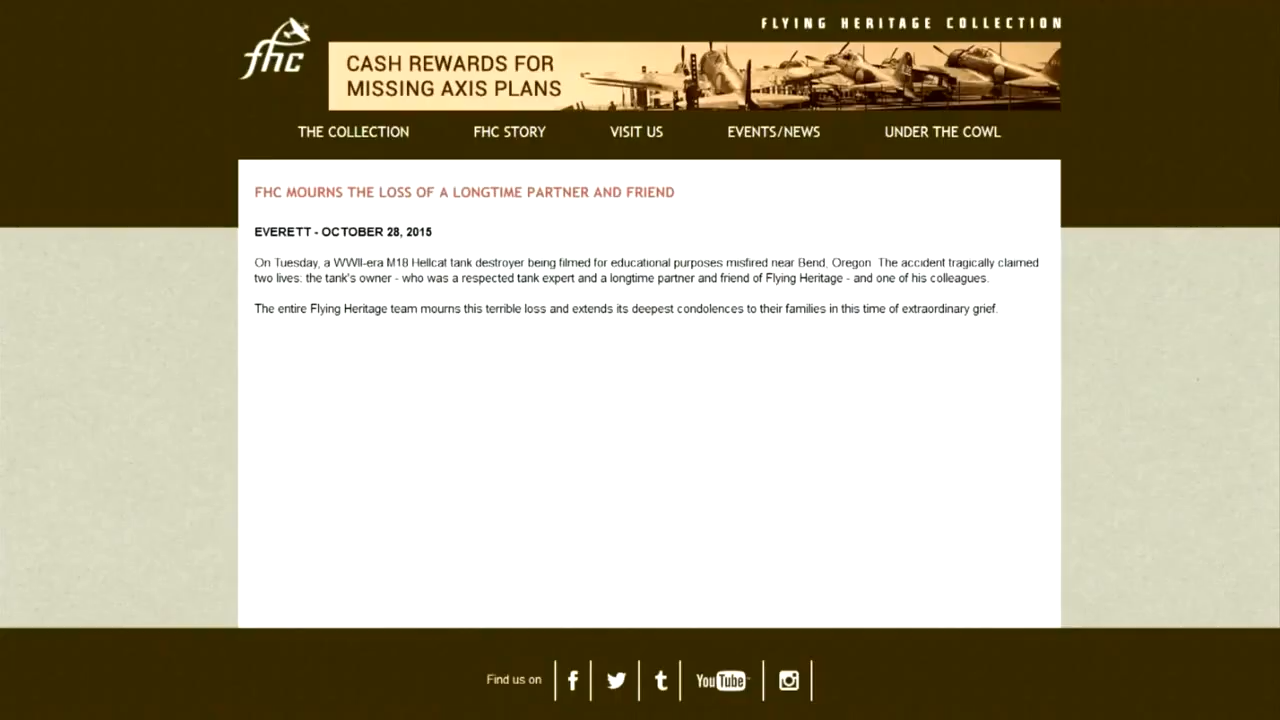 FLYING HERITAGE COLLECTION
fhc
CASH REWARDS FOR
MISSING AXIS PLANS
THE COLLECTION FHC STORY VISIT US EVENTS/NEWS UNDER THE COWL
FHC MOURNS THE LOSS OF A LONGTIME PARTNER AND FRIEND
EVERETT - OCTOBER 28, 2015
On Tuesday, a WWII-era M18 Hellcat tank destroyer being filmed for educational purposes misfired near Bend, Oregon. The accident tragically claimed
two lives: the tank's owner - who was a respected tank expert and a longtime partner and friend of Flying Heritage - and one of his colleagues.
The entire Flying Heritage team mourns this terrible loss and extends its deepest condolences to their families in this time of extraordinary grief.
Find us on f t YouTube